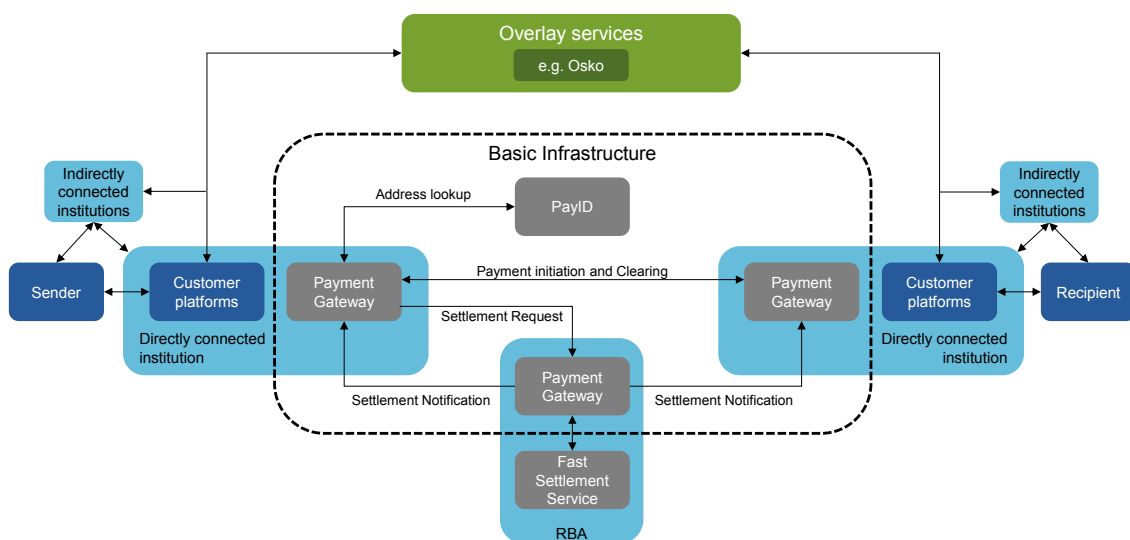 Overlay services
e.g. Osko
Basic Infrastructure
Indirectly
connected
institutions
Indirectly
connected
institutions
Address lookup
PayID
Sender
Customer
platforms
Payment
Gateway
Payment initiation and Clearing
Payment
Gateway
Customer
platforms
Recipient
Settlement Request
Directly connected
institution
Directly connected
institution
Payment
Gateway
Settlement Notification
Settlement Notification
Fast
Settlement
Service
RBA